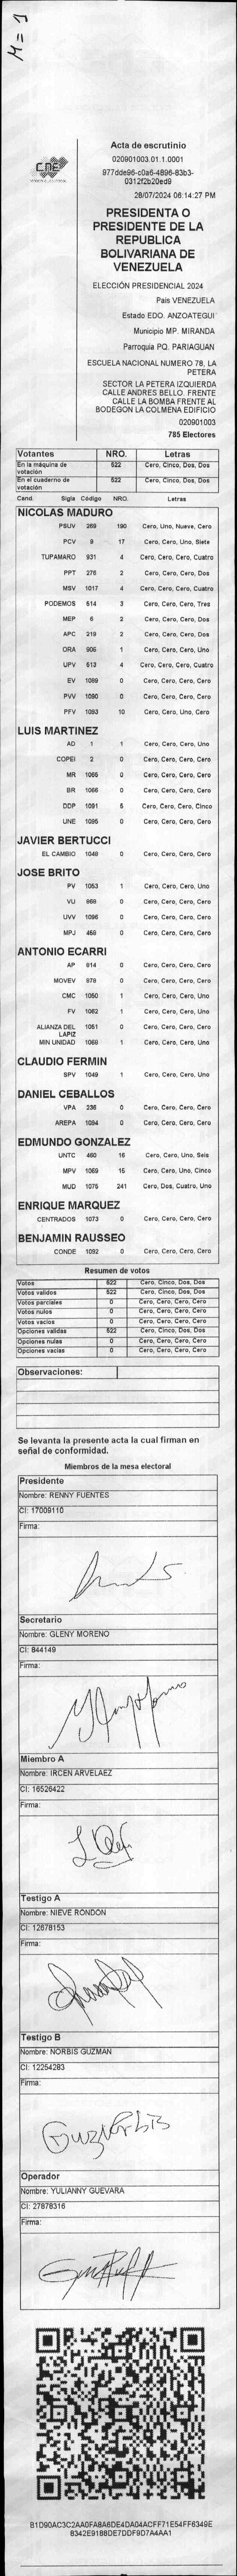 M=1
CNE
Acta de escrutinio
020901003.01.1.0001
977dde96-c0a6-4896-83b3-
0312f2b20ed9
28/07/2024 06:14:27 PM
PRESIDENTA O
PRESIDENTE DE LA
REPUBLICA
BOLIVARIANA DE
VENEZUELA
ELECCIÓN PRESIDENCIAL 2024
Pais VENEZUELA
Estado EDO. ANZOATEGUI
Municipio MP. MIRANDA
Parroquia PQ. PARIAGUAN
ESCUELA NACIONAL NUMERO 78, LA
PETERA
SECTOR LA PETERA IZQUIERDA
CALLE ANDRES BELLO. FRENTE
CALLE LA BOMBA FRENTE AL
BODEGON LA COLMENA EDIFICIO
020901003
785 Electores
Votantes NRO. Letras
En la máquina de votación 522 Cero, Cinco, Dos, Dos
En el cuaderno de votación 522 Cero, Cinco, Dos, Dos
Cand. Sigla Código NRO. Letras
NICOLAS MADURO
PSUV 269 190 Cero, Uno, Nueve, Cero
PCV 9 17 Cero, Cero, Uno, Siete
TUPAMARO 931 4 Cero, Cero, Cero, Cuatro
PPT 276 2 Cero, Cero, Cero, Dos
MSV 1017 4 Cero, Cero, Cero, Cuatro
PODEMOS 514 3 Cero, Cero, Cero, Tres
MEP 6 2 Cero, Cero, Cero, Dos
APC 219 2 Cero, Cero, Cero, Dos
ORA 906 1 Cero, Cero, Cero, Uno
UPV 513 4 Cero, Cero, Cero, Cuatro
EV 1089 0 Cero, Cero, Cero, Cero
PVV 1090 0 Cero, Cero, Cero, Cero
PFV 1093 10 Cero, Cero, Uno, Cero
LUIS MARTINEZ
AD 1 1 Cero, Cero, Cero, Uno
COPEI 2 0 Cero, Cero, Cero, Cero
MR 1065 0 Cero, Cero, Cero, Cero
BR 1066 0 Cero, Cero, Cero, Cero
DDP 1091 5 Cero, Cero, Cero, Cinco
UNE 1095 0 Cero, Cero, Cero, Cero
JAVIER BERTUCCI
EL CAMBIO 1048 0 Cero, Cero, Cero, Cero
JOSE BRITO
PV 1053 1 Cero, Cero, Cero, Uno
VU 868 0 Cero, Cero, Cero, Cero
UVV 1096 0 Cero, Cero, Cero, Cero
MPJ 459 0 Cero, Cero, Cero, Cero
ANTONIO ECARRI
AP 614 0 Cero, Cero, Cero, Cero
MOVEV 879 0 Cero, Cero, Cero, Cero
CMC 1050 1 Cero, Cero, Cero, Uno
FV 1062 1 Cero, Cero, Cero, Uno
ALIANZA DEL LAPIZ 1051 0 Cero, Cero, Cero, Cero
MIN UNIDAD 1068 1 Cero, Cero, Cero, Uno
CLAUDIO FERMIN
SPV 1049 1 Cero, Cero, Cero, Uno
DANIEL CEBALLOS
VPA 236 0 Cero, Cero, Cero, Cero
AREPA 1094 0 Cero, Cero, Cero, Cero
EDMUNDO GONZALEZ
UNTC 460 16 Cero, Cero, Uno, Seis
MPV 1069 15 Cero, Cero, Uno, Cinco
MUD 1075 241 Cero, Dos, Cuatro, Uno
ENRIQUE MARQUEZ
CENTRADOS 1073 0 Cero, Cero, Cero, Cero
BENJAMIN RAUSSEO
CONDE 1092 0 Cero, Cero, Cero, Cero
Resumen de votos
Votos 522 Cero, Cinco, Dos, Dos
Votos validos 522 Cero, Cinco, Dos, Dos
Votos parciales 0 Cero, Cero, Cero, Cero
Votos nulos 0 Cero, Cero, Cero, Cero
Votos vacios 0 Cero, Cero, Cero, Cero
Opciones validas 522 Cero, Cinco, Dos, Dos
Opciones nulas 0 Cero, Cero, Cero, Cero
Opciones vacias 0 Cero, Cero, Cero, Cero
Observaciones:
Se levanta la presente acta la cual firman en
señal de conformidad.
Miembros de la mesa electoral
Presidente
Nombre: RENNY FUENTES
CI: 17009110
Firma:
Secretario
Nombre: GLENY MORENO
CI: 844149
Firma:
Miembro A
Nombre: IRCEN ARVELAEZ
CI: 16526422
Firma:
Testigo A
Nombre: NIEVE RONDON
CI: 12678153
Firma:
Testigo B
Nombre: NORBIS GUZMAN
CI: 12254283
Firma:
Operador
Nombre: YULIANNY GUEVARA
CI: 27878316
Firma:
B1D90AC3C2AA0FA8A6DE4DA04ACFF71E54FF6349E
8342E9188DE7DDF9D7A4AA1